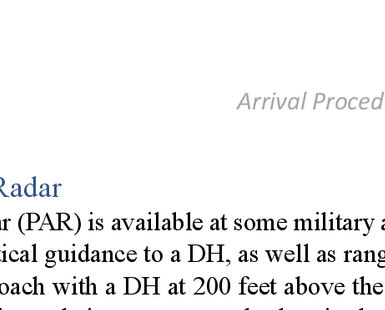 Arrival Proced
Radar
ar (PAR) is available at some military a
tical guidance to a DH, as well as rang
oach with a DH at 200 feet above the